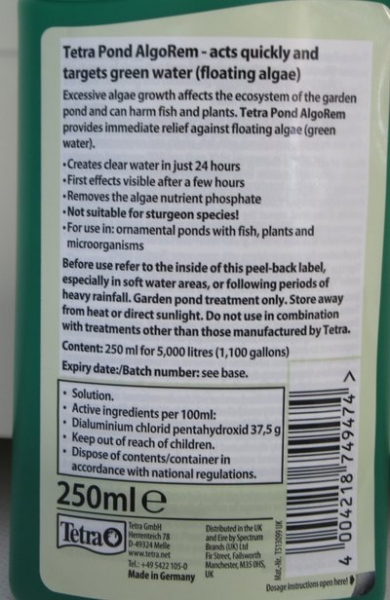 Tetra Pond AlgoRem - acts quickly and
targets green water (floating algae)
Excessive algae growth affects the ecosystem of the garden
pond and can harm fish and plants. Tetra Pond AlgoRem
provides immediate relief against floating algae (green
water).
•Creates clear water in just 24 hours
•First effects visible after a few hours
•Removes the algae nutrient phosphate
•Not suitable for sturgeon species!
•For use in: ornamental ponds with fish, plants and
microorganisms
Before use refer to the inside of this peel-back label,
especially in soft water areas, or following periods of
heavy rainfall. Garden pond treatment only. Store away
from heat or direct sunlight. Do not use in combination
with treatments other than those manufactured by Tetra.
Content: 250 ml for 5,000 litres (1,100 gallons)
Expiry date:/Batch number: see base.
• Solution.
• Active ingredients per 100ml:
• Dialuminium chlorid pentahydroxid 37,5 g
• Keep out of reach of children.
• Dispose of contents/container in
accordance with national regulations.
250ml e
Tetra
Tetra GmbH
Herrenteich 78
D-49324 Melle
www.tetra.net
Tel.: +49 5422 105-0
Made in Germany
Distributed in the UK
and Eire by Spectrum
Brands (UK) Ltd
Fir Street, Failsworth
Manchester, M35 0HS,
UK
Mat.-Nr. T513099 UK
4 004218 749474 >
Dosage instructions open here!